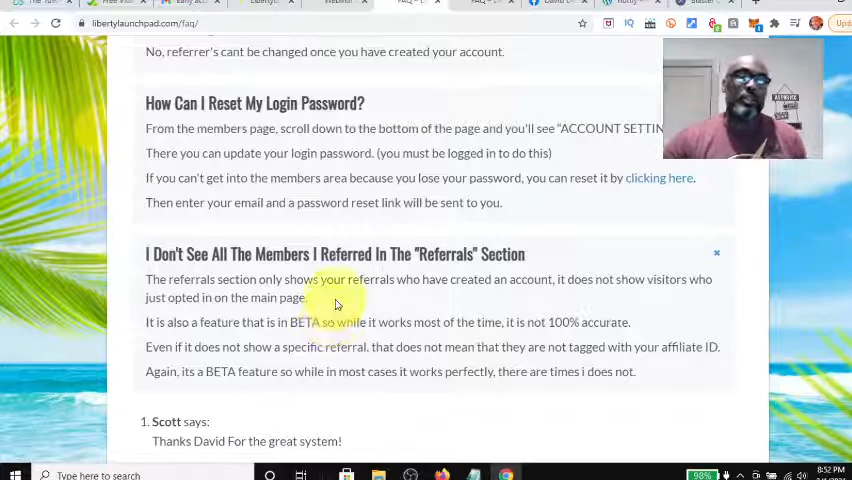 Webinar
libertylaunchpad.com/faq/
No, referrer's cant be changed once you have created your account.
How Can I Reset My Login Password?
From the members page, scroll down to the bottom of the page and you'll see "ACCOUNT SETTIN
There you can update your login password. (you must be logged in to do this)
If you can't get into the members area because you lose your password, you can reset it by clicking here.
Then enter your email and a password reset link will be sent to you.
I Don't See All The Members I Referred In The "Referrals" Section
The referrals section only shows your referrals who have created an account, it does not show visitors who
just opted in on the main page.
It is also a feature that is in BETA so while it works most of the time, it is not 100% accurate.
Even if it does not show a specific referral, that does not mean that they are not tagged with your affiliate ID.
Again, its a BETA feature so while in most cases it works perfectly, there are times i does not.
1. Scott says:
Thanks David For the great system!
Type here to search
98%
8:52 PM